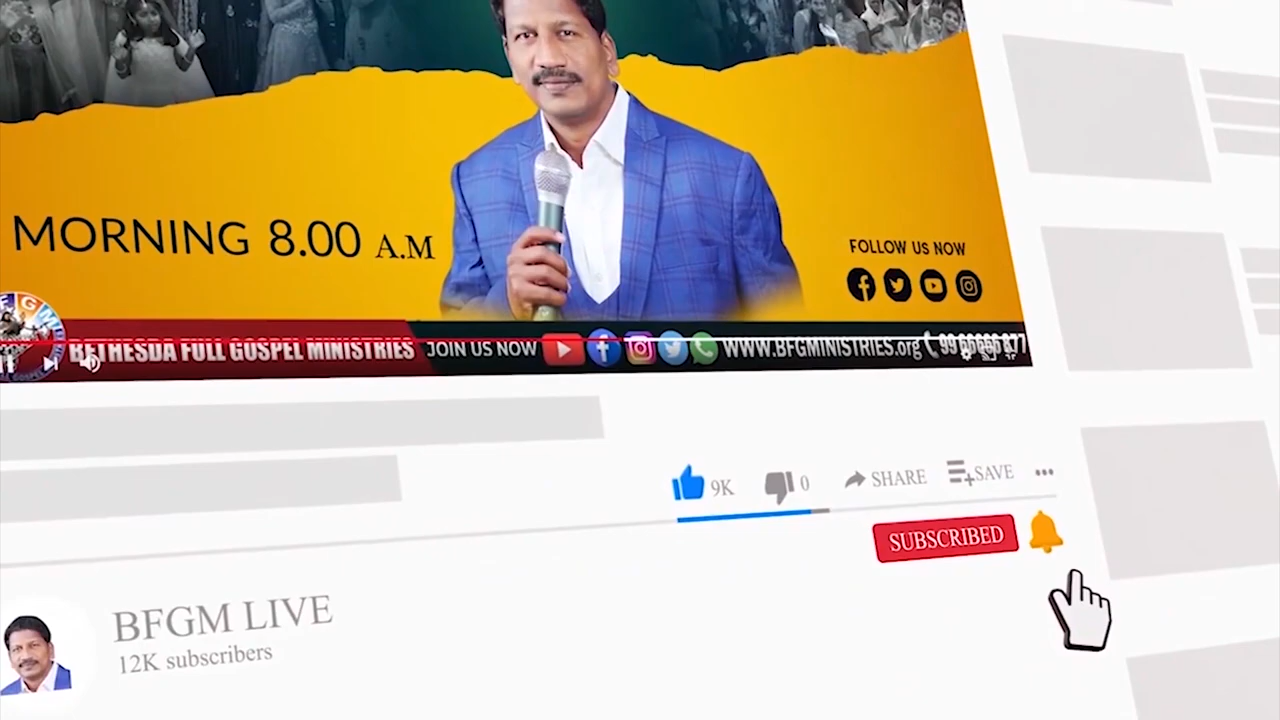 MORNING 8.00 A.M
FOLLOW US NOW
BETHESDA FULL GOSPEL MINISTRIES JOIN US NOW WWW.BFGMINISTRIES.org
9K 0 SHARE SAVE
SUBSCRIBED
BFGM LIVE
12K subscribers